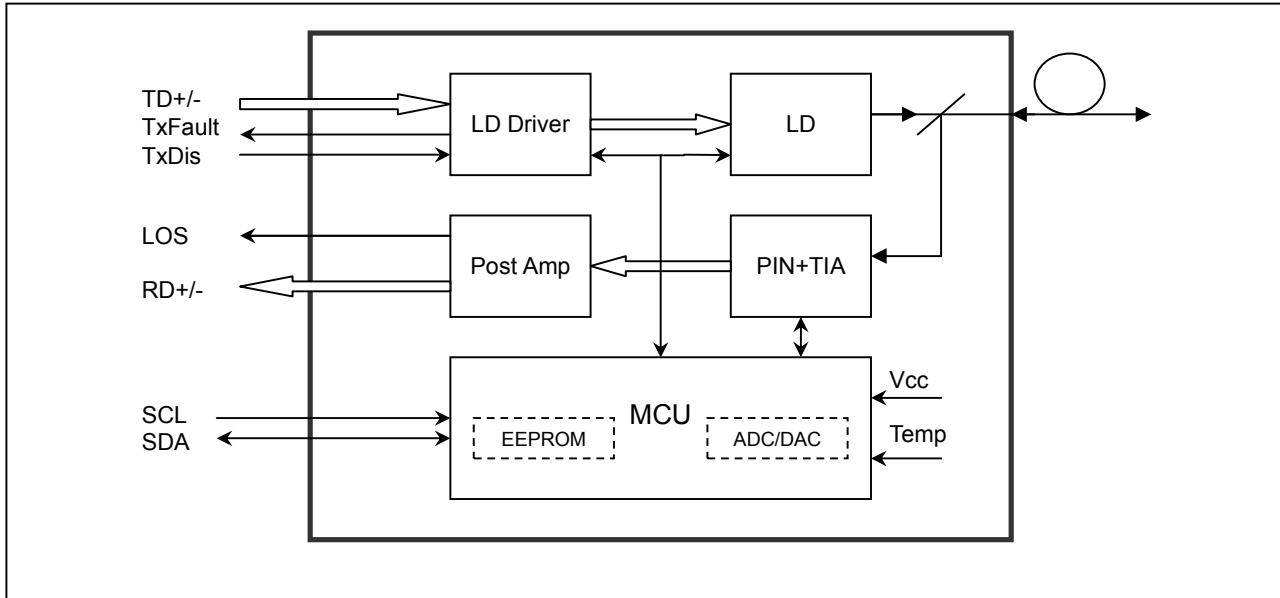 TD+/-
TxFault
TxDis
LD Driver
LD
LOS
RD+/-
Post Amp
PIN+TIA
SCL
SDA
MCU
EEPROM
ADC/DAC
Vcc
Temp